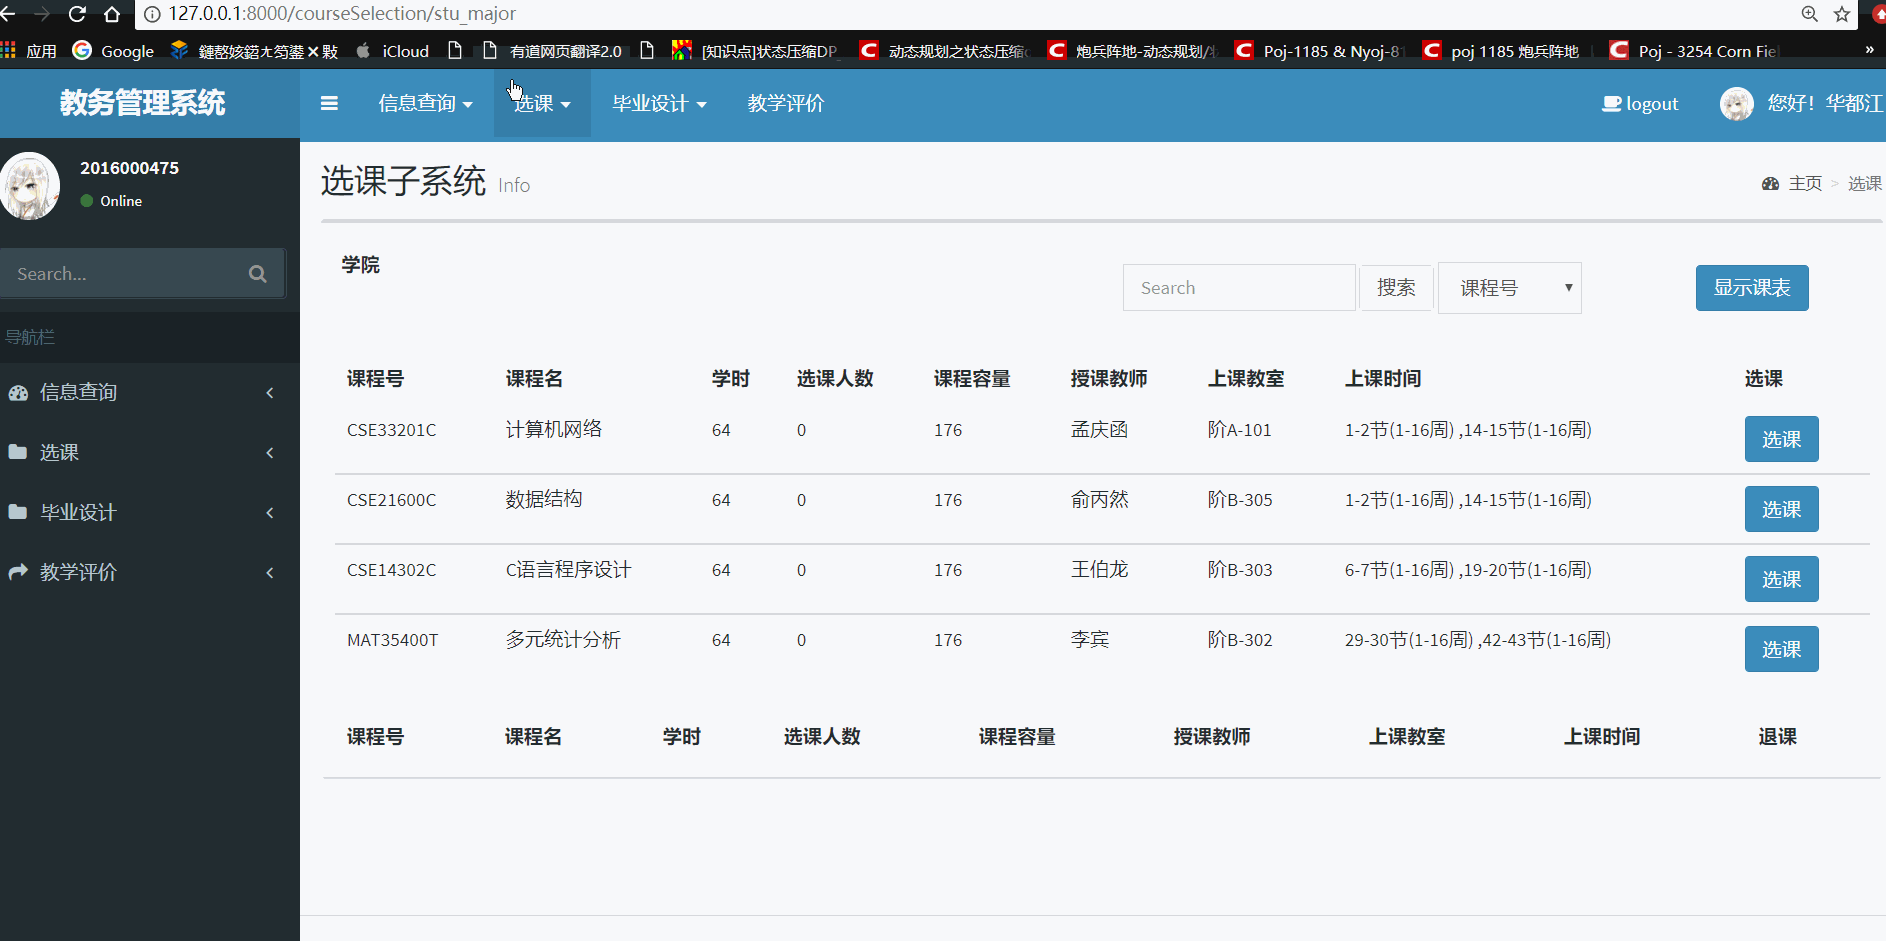 127.0.0.1:8000/courseSelection/stu_major
应用 Google iCloud 有道网页翻译2.0 [知识点]状态压缩DP 动态规划之状态压缩 炮兵阵地-动态规划/ Poj-1185 & Nyoj-8 poj 1185 炮兵阵地 Poj - 3254 Corn Fie »
教务管理系统 信息查询 选课 毕业设计 教学评价 logout 您好！华都江
2016000475
Online
选课子系统 Info 主页 > 选课
Search...
学院 Search 搜索 课程号 显示课表
导航栏
信息查询
选课
毕业设计
教学评价
课程号 课程名 学时 选课人数 课程容量 授课教师 上课教室 上课时间 选课
CSE33201C 计算机网络 64 0 176 孟庆函 阶A-101 1-2节(1-16周) ,14-15节(1-16周) 选课
CSE21600C 数据结构 64 0 176 俞丙然 阶B-305 1-2节(1-16周) ,14-15节(1-16周) 选课
CSE14302C C语言程序设计 64 0 176 王伯龙 阶B-303 6-7节(1-16周) ,19-20节(1-16周) 选课
MAT35400T 多元统计分析 64 0 176 李宾 阶B-302 29-30节(1-16周) ,42-43节(1-16周) 选课
课程号 课程名 学时 选课人数 课程容量 授课教师 上课教室 上课时间 退课